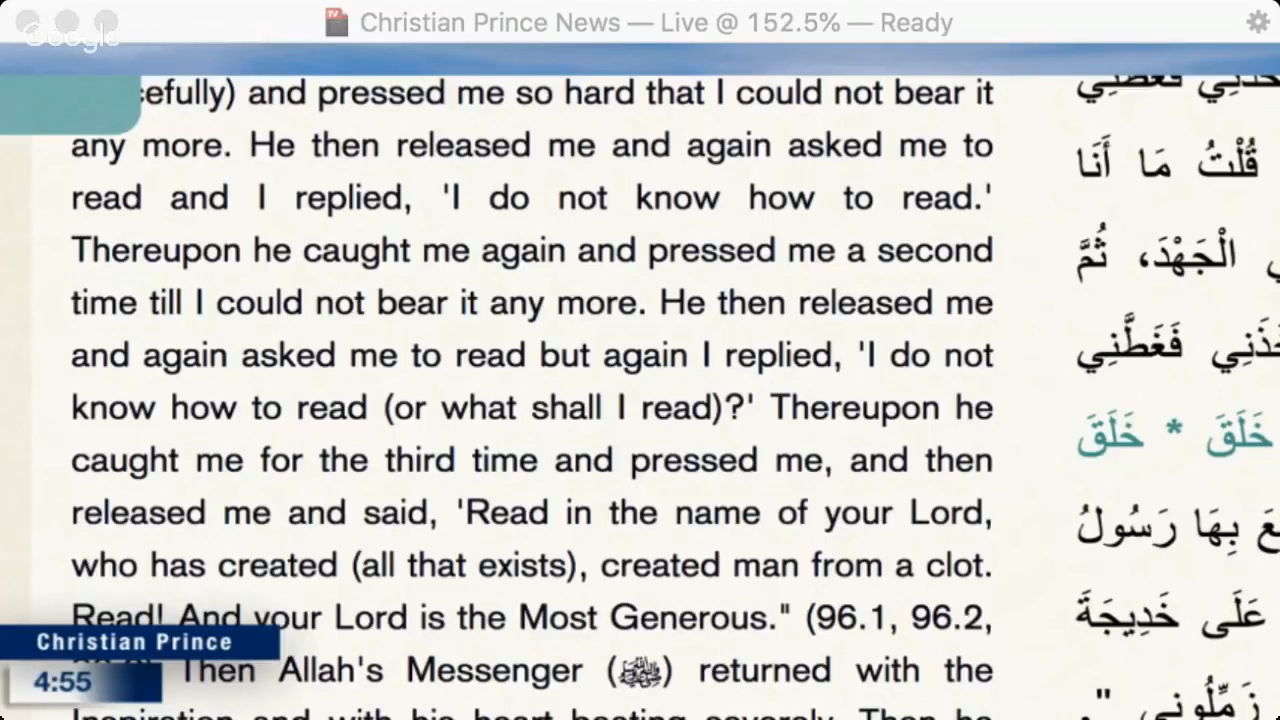 Christian Prince News — Live @ 152.5% — Ready
Google
and pressed me so hard that I could not bear it
any more. He then released me and again asked me to
read and I replied, 'I do not know how to read.'
Thereupon he caught me again and pressed me a second
time till I could not bear it any more. He then released me
and again asked me to read but again I replied, 'I do not
know how to read (or what shall I read)?' Thereupon he
caught me for the third time and pressed me, and then
released me and said, 'Read in the name of your Lord,
who has created (all that exists), created man from a clot.
Read! And your Lord is the Most Generous." (96.1, 96.2,
Then Allah's Messenger (ﷺ) returned with the
فَغَطَّنِي
قُلْتُ مَا أَنَا
الْجَهْدَ، ثُمَّ
فَغَطَّنِي
خَلَقَ * خَلَقَ
بِهَا رَسُولُ
عَلَى خَدِيجَةَ
زَمِّلُونِي ".
Christian Prince
4:55